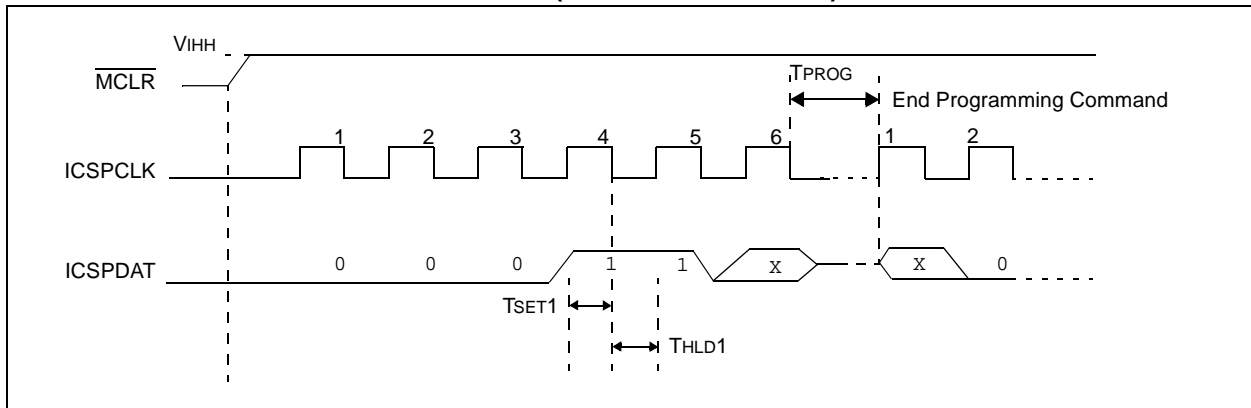 VIHH
MCLR
TPROG
End Programming Command
1 2 3 4 5 6 1 2
ICSPCLK
ICSPDAT
0 0 0 1 1 X X 0
TSET1
THLD1